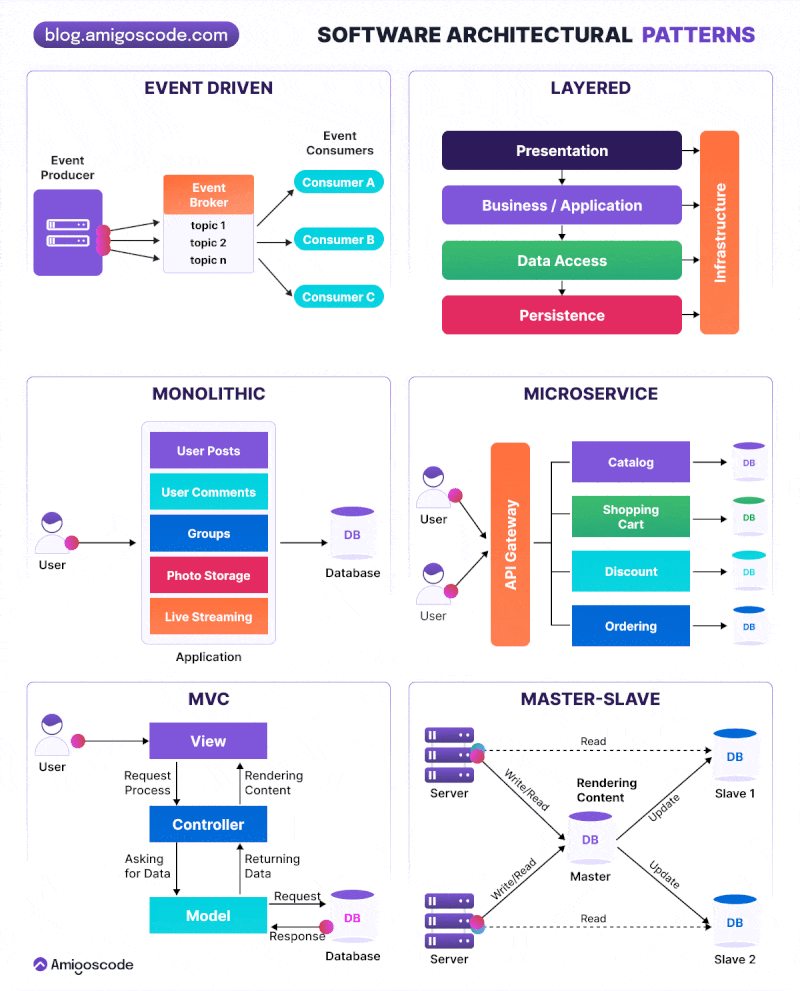 blog.amigoscode.com
SOFTWARE ARCHITECTURAL PATTERNS
EVENT DRIVEN
Event
Producer
Event
Broker
topic 1
topic 2
topic n
Event
Consumers
Consumer A
Consumer B
Consumer C
LAYERED
Presentation
Business / Application
Data Access
Persistence
Infrastructure
MONOLITHIC
User
User Posts
User Comments
Groups
Photo Storage
Live Streaming
Application
DB
Database
MICROSERVICE
User
User
API Gateway
Catalog
DB
Shopping
Cart
DB
Discount
DB
Ordering
DB
MVC
User
View
Request
Process
Rendering
Content
Controller
Asking
for Data
Returning
Data
Model
Request
Response
DB
Database
MASTER-SLAVE
Server
Read
Write/Read
Rendering
Content
DB
Master
Update
DB
Slave 1
Server
Write/Read
Read
Update
DB
Slave 2
Amigoscode